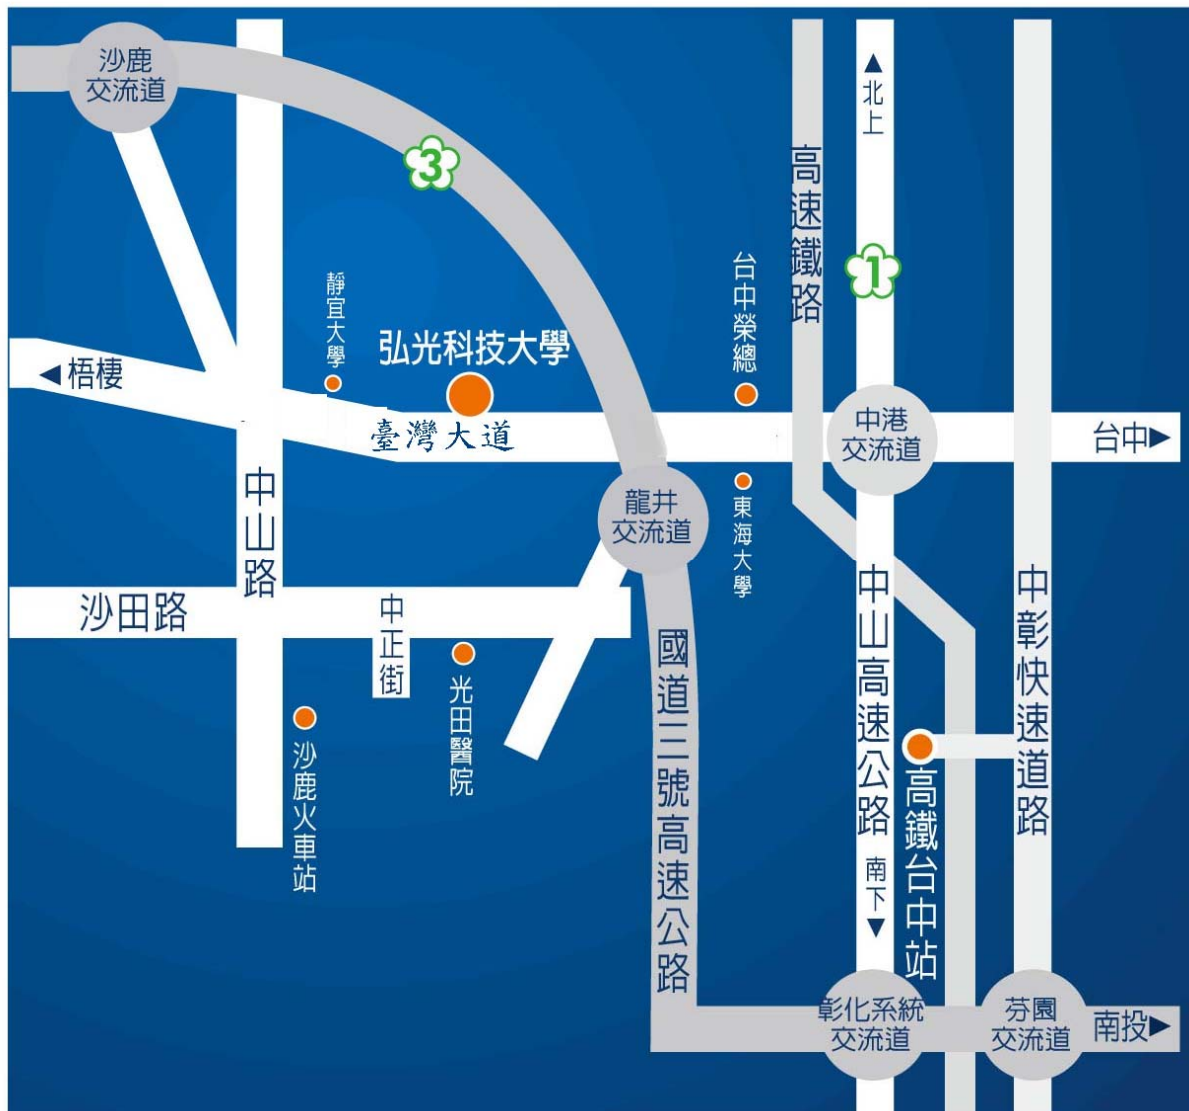 沙鹿
交流道
3
北上
高速鐵路
1
靜宜大學
弘光科技大學
台中榮總
梧棲
臺灣大道
中港
交流道
台中
中山路
龍井
交流道
東海大學
沙田路
中正街
光田醫院
沙鹿火車站
國道三號高速公路
中山高速公路
中彰快速道路
高鐵台中站
南下
彰化系統
交流道
芬園
交流道
南投